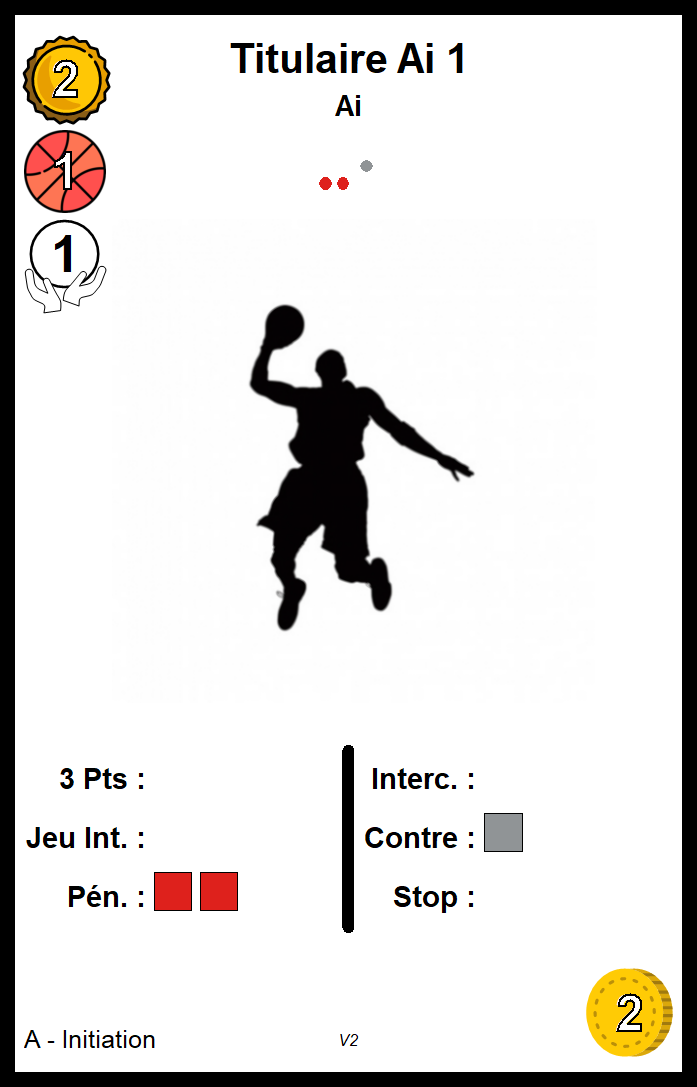 2
Titulaire Ai 1
Ai
1
1
3 Pts :
Interc. :
Jeu Int. :
Contre :
Pén. :
Stop :
2
A - Initiation
V2